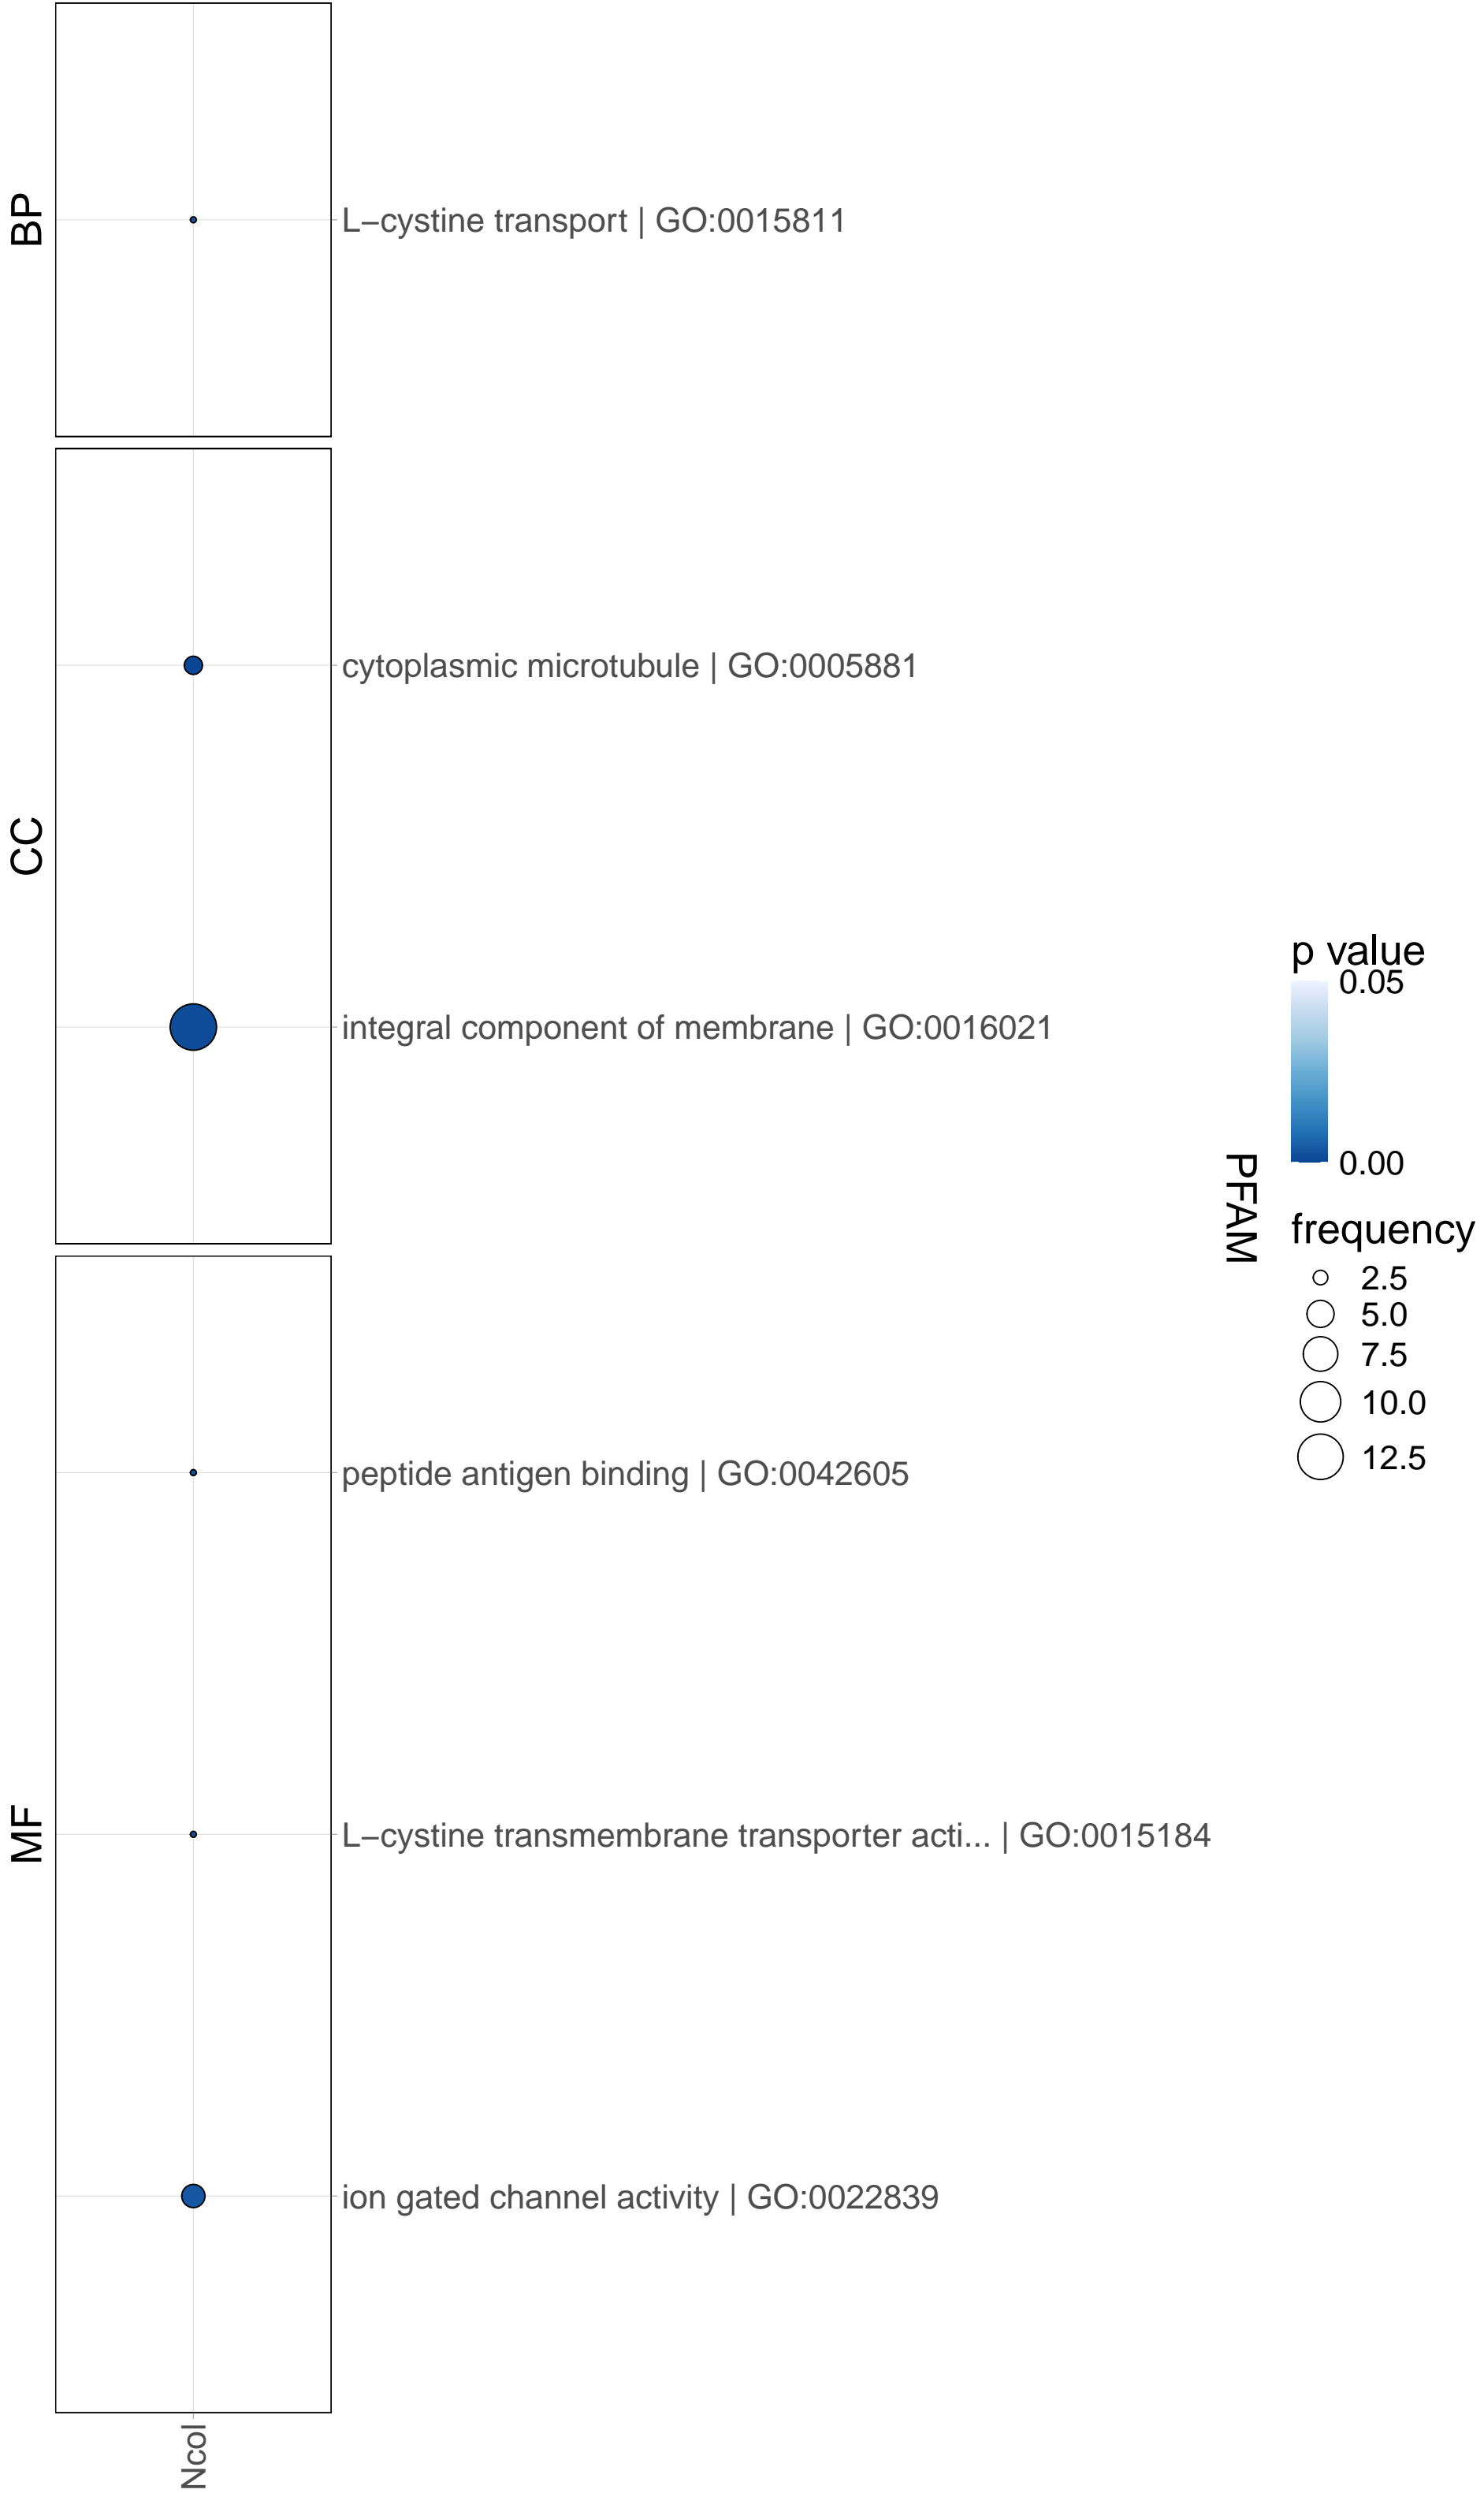 BP
L−cystine transport | GO:0015811
CC
cytoplasmic microtubule | GO:0005881
integral component of membrane | GO:0016021
MF
peptide antigen binding | GO:0042605
L−cystine transmembrane transporter acti... | GO:0015184
ion gated channel activity | GO:0022839
Ncol
PFAM
p value
0.05
0.00
frequency
2.5
5.0
7.5
10.0
12.5